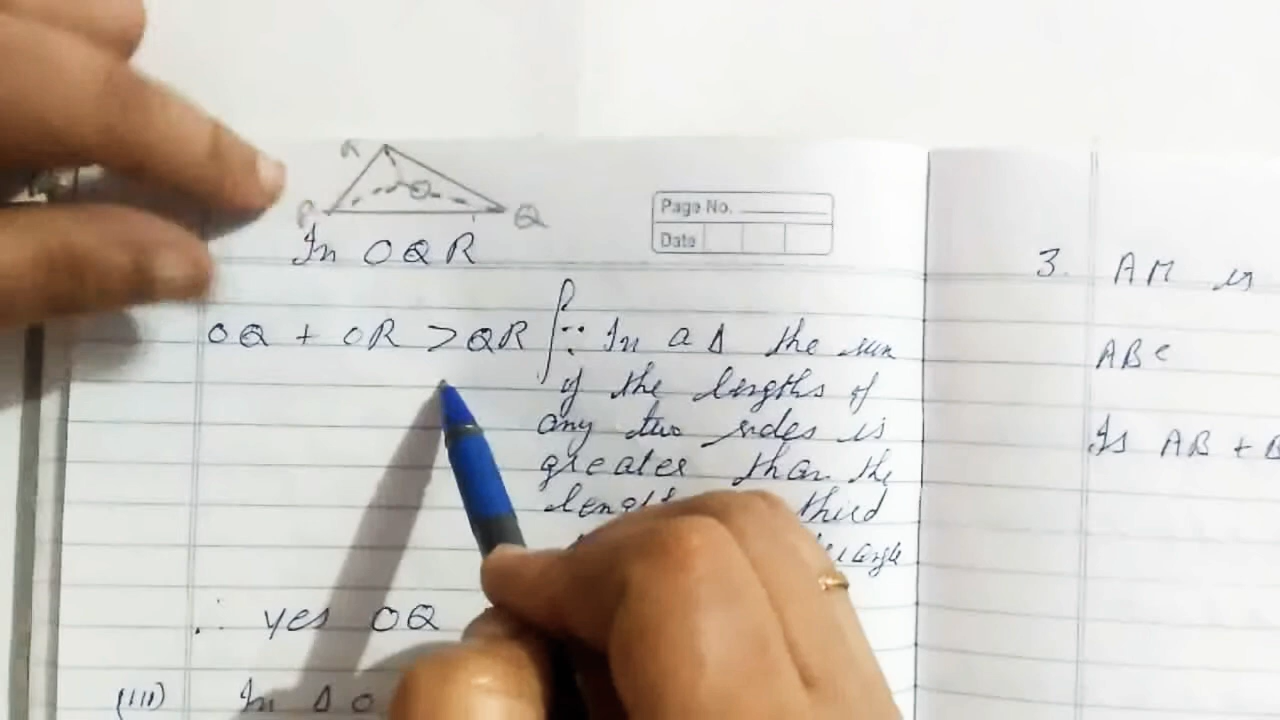 R
O
P Q
Page No.
Date
In OQR
OQ + OR > QR ∵ In a Δ the sum
of the lengths of
any two sides is
greater than the
third
∴ yes OQ
(III) In Δ O
3. AM is
ABC
Is AB + B